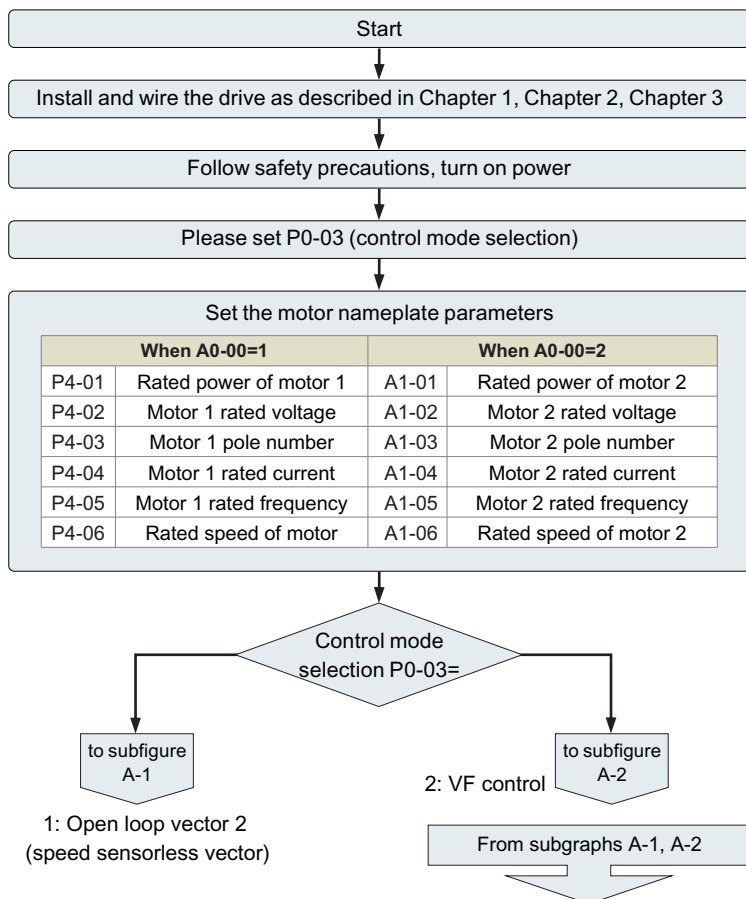 Start
Install and wire the drive as described in Chapter 1, Chapter 2, Chapter 3
Follow safety precautions, turn on power
Please set P0-03 (control mode selection)
Set the motor nameplate parameters
When A0-00=1 When A0-00=2
P4-01 Rated power of motor 1 A1-01 Rated power of motor 2
P4-02 Motor 1 rated voltage A1-02 Motor 2 rated voltage
P4-03 Motor 1 pole number A1-03 Motor 2 pole number
P4-04 Motor 1 rated current A1-04 Motor 2 rated current
P4-05 Motor 1 rated frequency A1-05 Motor 2 rated frequency
P4-06 Rated speed of motor A1-06 Rated speed of motor 2
Control mode
selection P0-03=
to subfigure
A-1
1: Open loop vector 2
(speed sensorless vector)
to subfigure
A-2
2: VF control
From subgraphs A-1, A-2